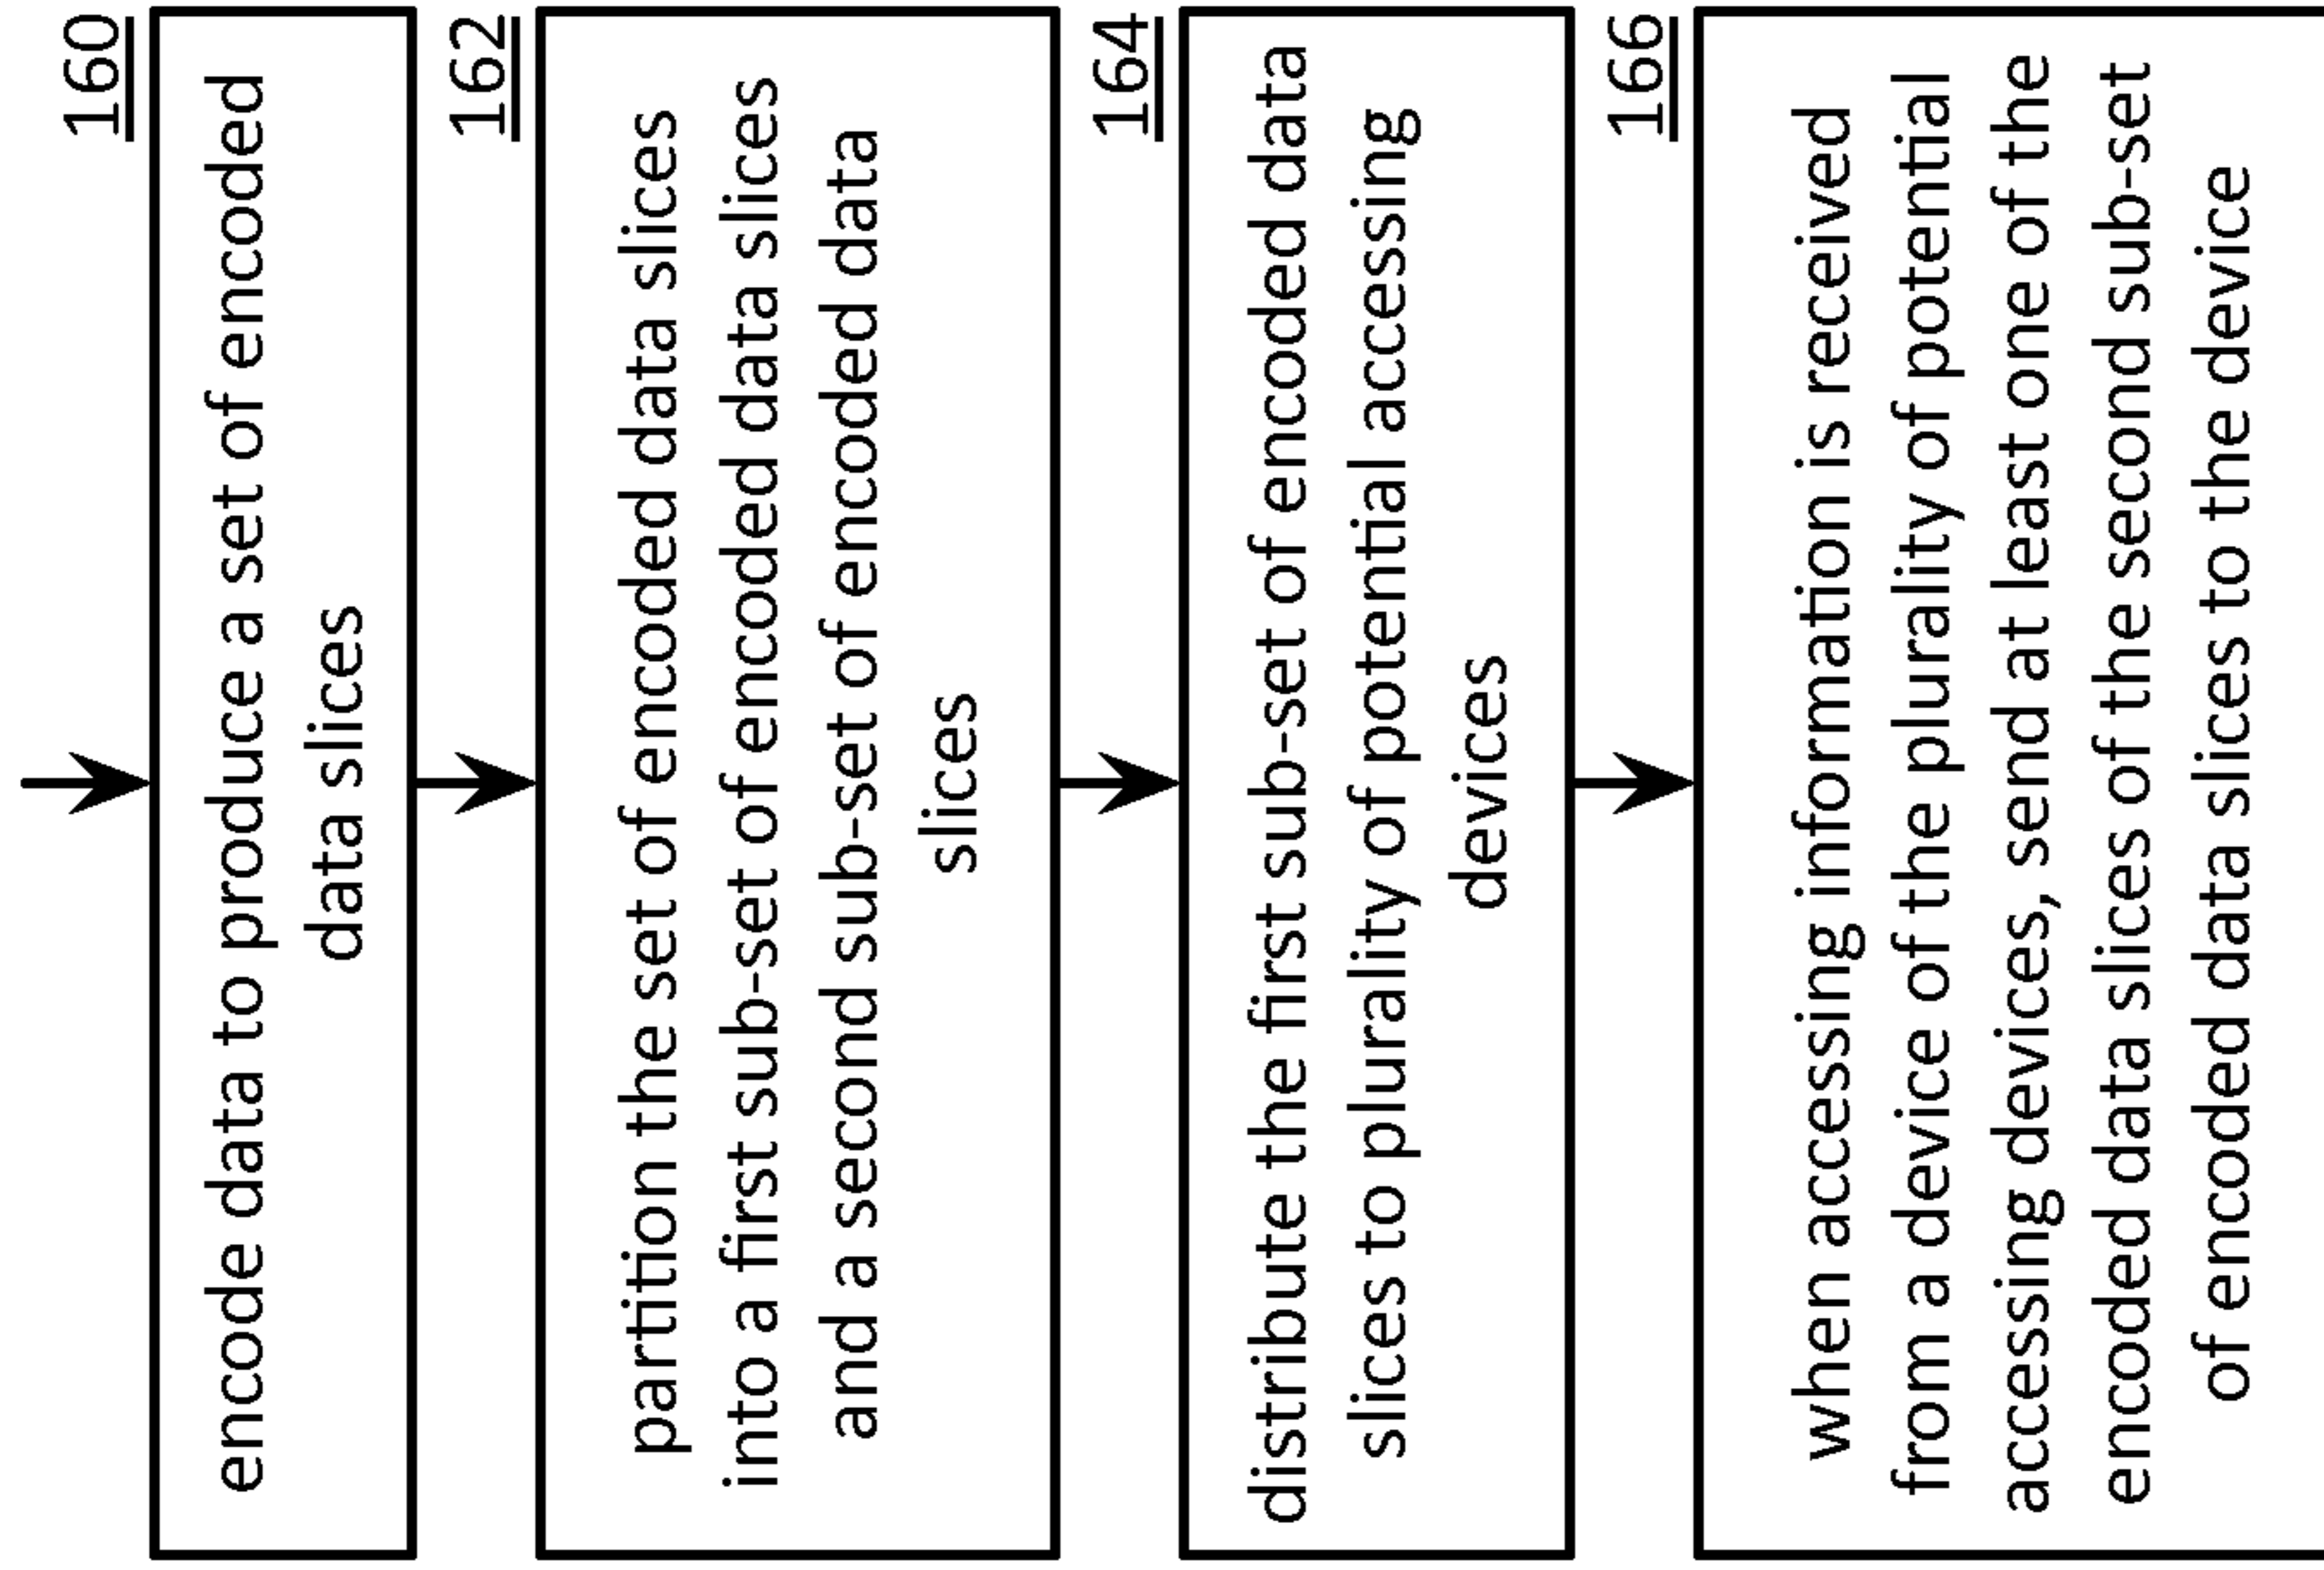 160
encode data to produce a set of encoded
data slices
162
partition the set of encoded data slices
into a first sub-set of encoded data slices
and a second sub-set of encoded data
slices
164
distribute the first sub-set of encoded data
slices to plurality of potential accessing
devices
166
when accessing information is received
from a device of the plurality of potential
accessing devices, send at least one of the
encoded data slices of the second sub-set
of encoded data slices to the device